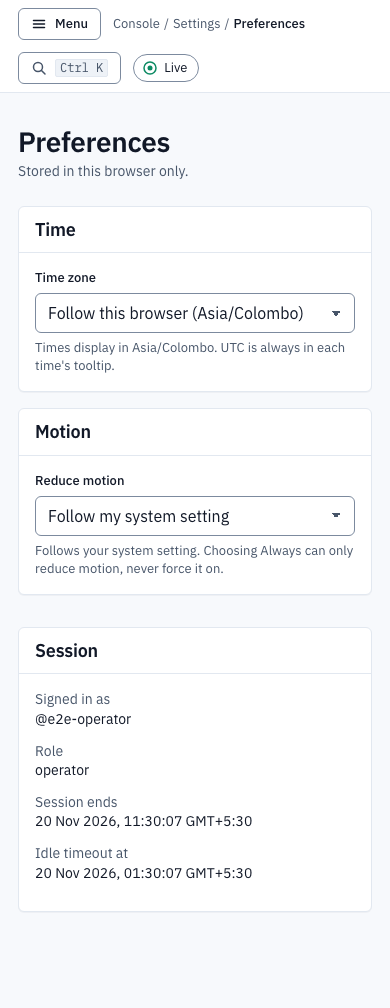 Menu
Console / Settings / Preferences
Ctrl K
Live
Preferences
Stored in this browser only.
Time
Time zone
Follow this browser (Asia/Colombo)
Times display in Asia/Colombo. UTC is always in each
time's tooltip.
Motion
Reduce motion
Follow my system setting
Follows your system setting. Choosing Always can only
reduce motion, never force it on.
Session
Signed in as
@e2e-operator
Role
operator
Session ends
20 Nov 2026, 11:30:07 GMT+5:30
Idle timeout at
20 Nov 2026, 01:30:07 GMT+5:30